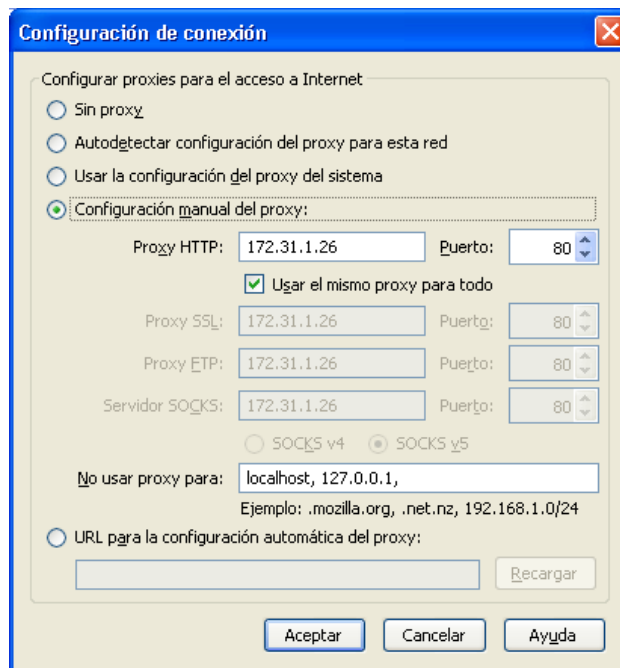 Configuración de conexión
Configurar proxies para el acceso a Internet
Sin proxy
Autodetectar configuración del proxy para esta red
Usar la configuración del proxy del sistema
Configuración manual del proxy:
Proxy HTTP: 172.31.1.26 Puerto: 80
Usar el mismo proxy para todo
Proxy SSL: 172.31.1.26 Puerto: 80
Proxy FTP: 172.31.1.26 Puerto: 80
Servidor SOCKS: 172.31.1.26 Puerto: 80
SOCKS v4 SOCKS v5
No usar proxy para: localhost, 127.0.0.1,
Ejemplo: .mozilla.org, .net.nz, 192.168.1.0/24
URL para la configuración automática del proxy:
Recargar
Aceptar Cancelar Ayuda